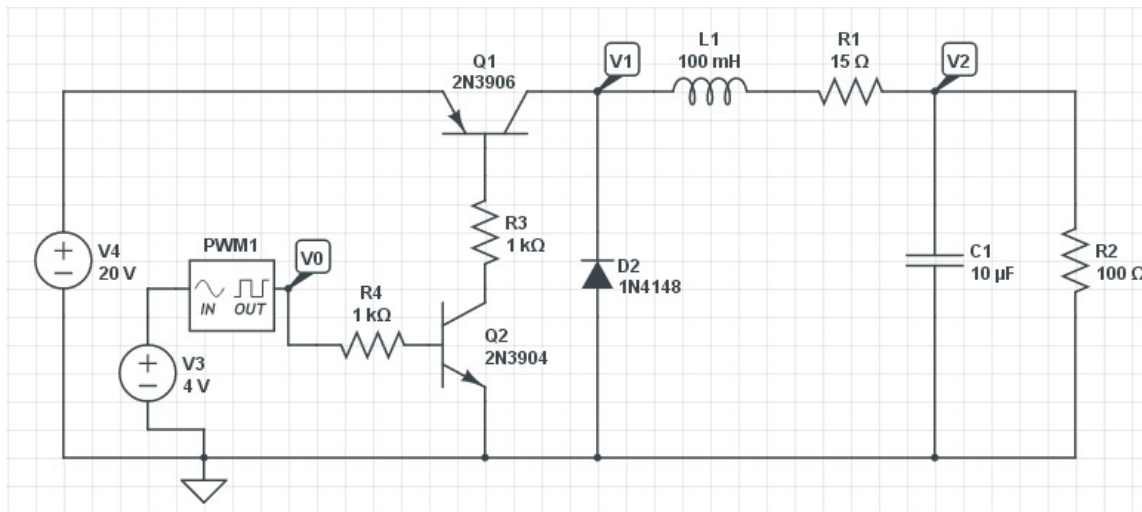 L1
100 mH
R1
15 Ω
V1
V2
Q1
2N3906
R3
1 kΩ
V4
20 V
PWM1
IN
OUT
V0
R4
1 kΩ
D2
1N4148
C1
10 µF
R2
100 Ω
Q2
2N3904
V3
4 V